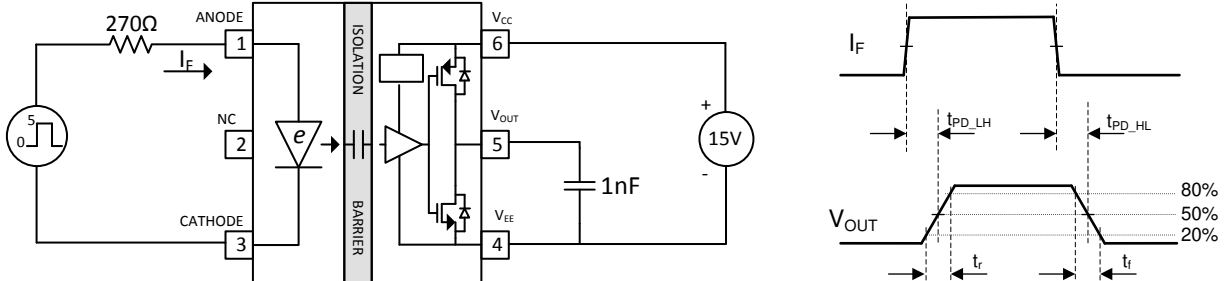 270Ω
ANODE
1
I_F
NC
2
CATHODE
3
5
0
e
ISOLATION
BARRIER
V_CC
6
V_OUT
5
V_EE
4
1nF
+
15V
-
I_F
t_PD_LH
t_PD_HL
V_OUT
80%
50%
20%
t_r
t_f